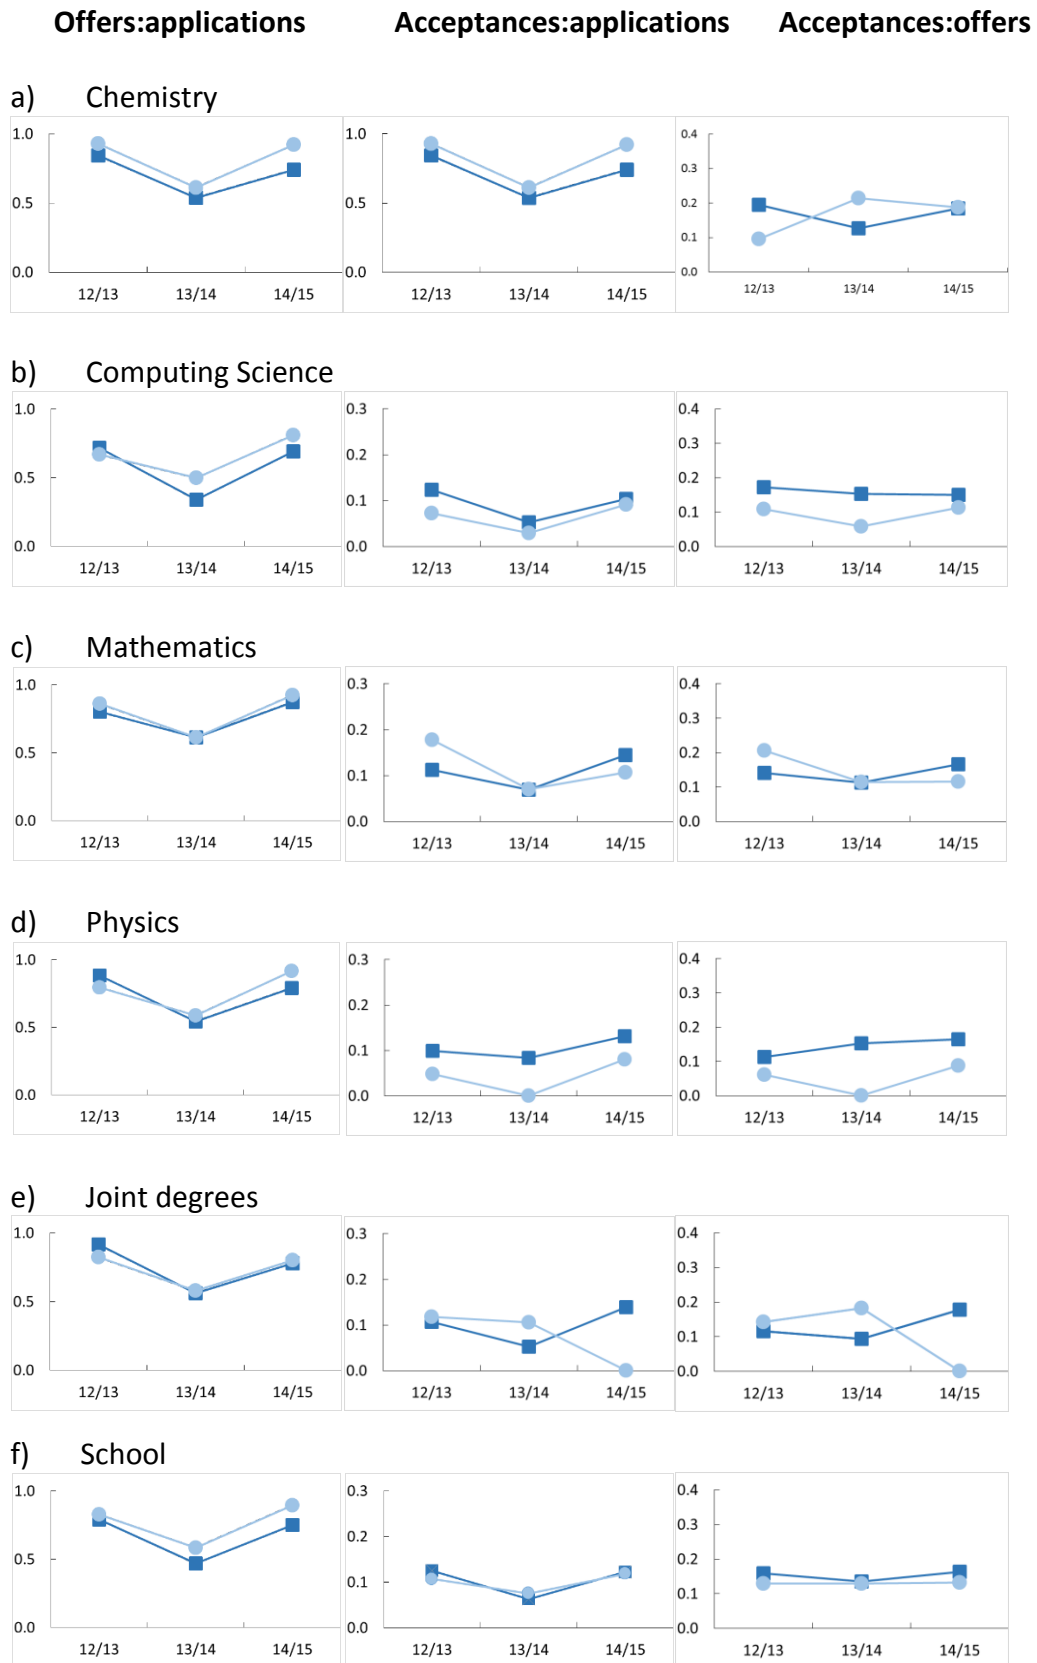 Offers:applications Acceptances:applications Acceptances:offers
a) Chemistry
1.0 1.0 0.4
0.3
0.5 0.5 0.2
0.1
0.0 0.0 0.0
12/13 13/14 14/15 12/13 13/14 14/15 12/13 13/14 14/15
b) Computing Science
1.0 0.3 0.4
0.3
0.2
0.5 0.2
0.1
0.1
0.0 0.0 0.0
12/13 13/14 14/15 12/13 13/14 14/15 12/13 13/14 14/15
c) Mathematics
1.0 0.3 0.4
0.3
0.2
0.5 0.2
0.1
0.1
0.0 0.0 0.0
12/13 13/14 14/15 12/13 13/14 14/15 12/13 13/14 14/15
d) Physics
1.0 0.3 0.4
0.3
0.2
0.5 0.2
0.1
0.1
0.0 0.0 0.0
12/13 13/14 14/15 12/13 13/14 14/15 12/13 13/14 14/15
e) Joint degrees
1.0 0.3 0.4
0.3
0.2
0.5 0.2
0.1
0.1
0.0 0.0 0.0
12/13 13/14 14/15 12/13 13/14 14/15 12/13 13/14 14/15
f) School
1.0 0.3 0.4
0.3
0.2
0.5 0.2
0.1
0.1
0.0 0.0 0.0
12/13 13/14 14/15 12/13 13/14 14/15 12/13 13/14 14/15